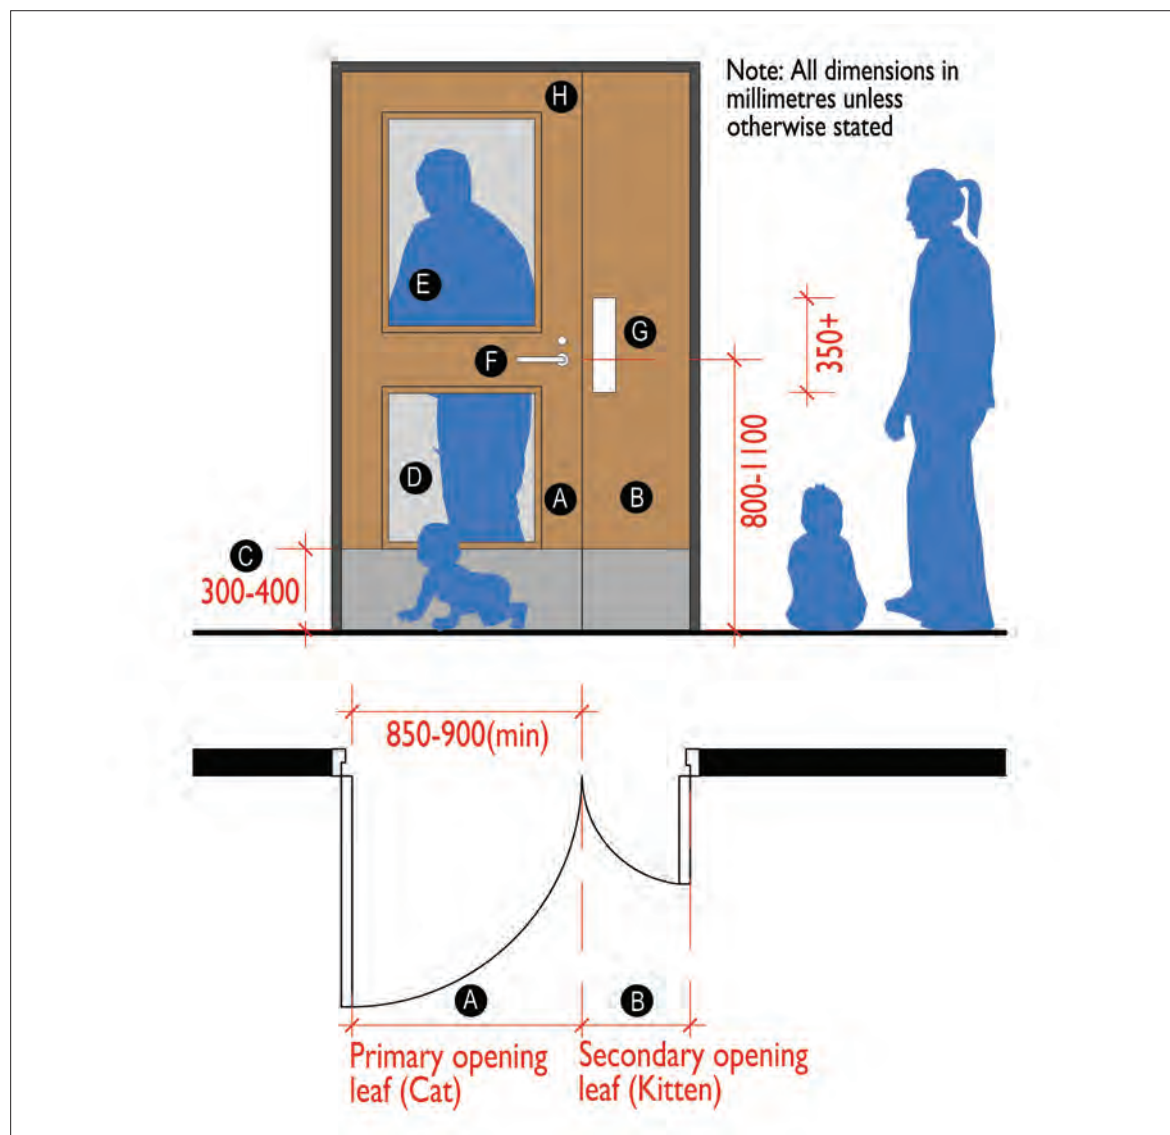 Note: All dimensions in
millimetres unless
otherwise stated
H
E
G
F
350+
D
A
B
800-1100
C
300-400
850-900(min)
A
B
Primary opening
leaf (Cat)
Secondary opening
leaf (Kitten)